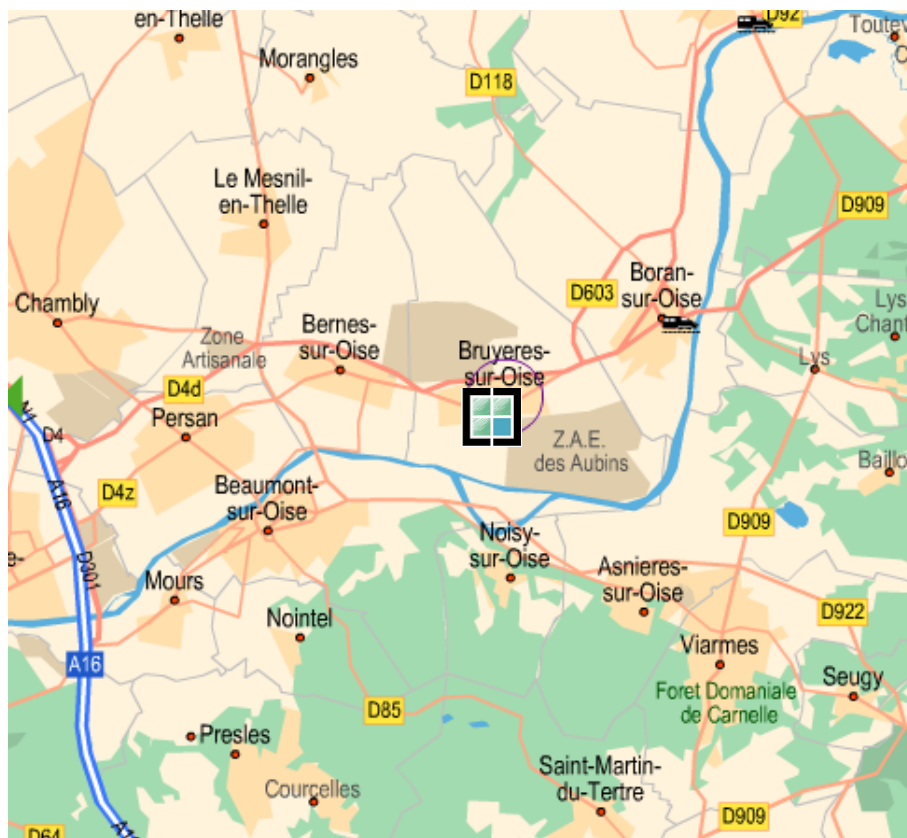 en-Thelle
D92
Toutev
C
Morangles
D118
Le Mesnil-
en-Thelle
D909
Boran-
sur-Oise
D603
Lys
Chant
Chambly
Zone
Artisanale
Bernes-
sur-Oise
Bruyeres-
sur-Oise
Lys
D4d
N1
D4
Persan
Z.A.E.
des Aubins
Baillo
A16
D4z
Beaumont-
sur-Oise
D909
Noisy-
sur-Oise
e-
D301
Mours
Asnieres-
sur-Oise
D922
Nointel
Viarmes
A16
Seugy
Foret Domaniale
de Carnelle
D85
Presles
Saint-Martin-
du-Tertre
Courcelles
D909
D64
A1